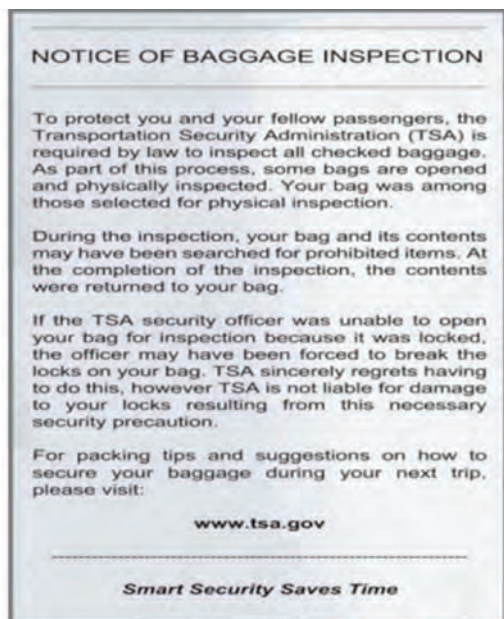 NOTICE OF BAGGAGE INSPECTION
To protect you and your fellow passengers, the
Transportation Security Administration (TSA) is
required by law to inspect all checked baggage.
As part of this process, some bags are opened
and physically inspected. Your bag was among
those selected for physical inspection.
During the inspection, your bag and its contents
may have been searched for prohibited items. At
the completion of the inspection, the contents
were returned to your bag.
If the TSA security officer was unable to open
your bag for inspection because it was locked,
the officer may have been forced to break the
locks on your bag. TSA sincerely regrets having
to do this, however TSA is not liable for damage
to your locks resulting from this necessary
security precaution.
For packing tips and suggestions on how to
secure your baggage during your next trip,
please visit:
www.tsa.gov
Smart Security Saves Time